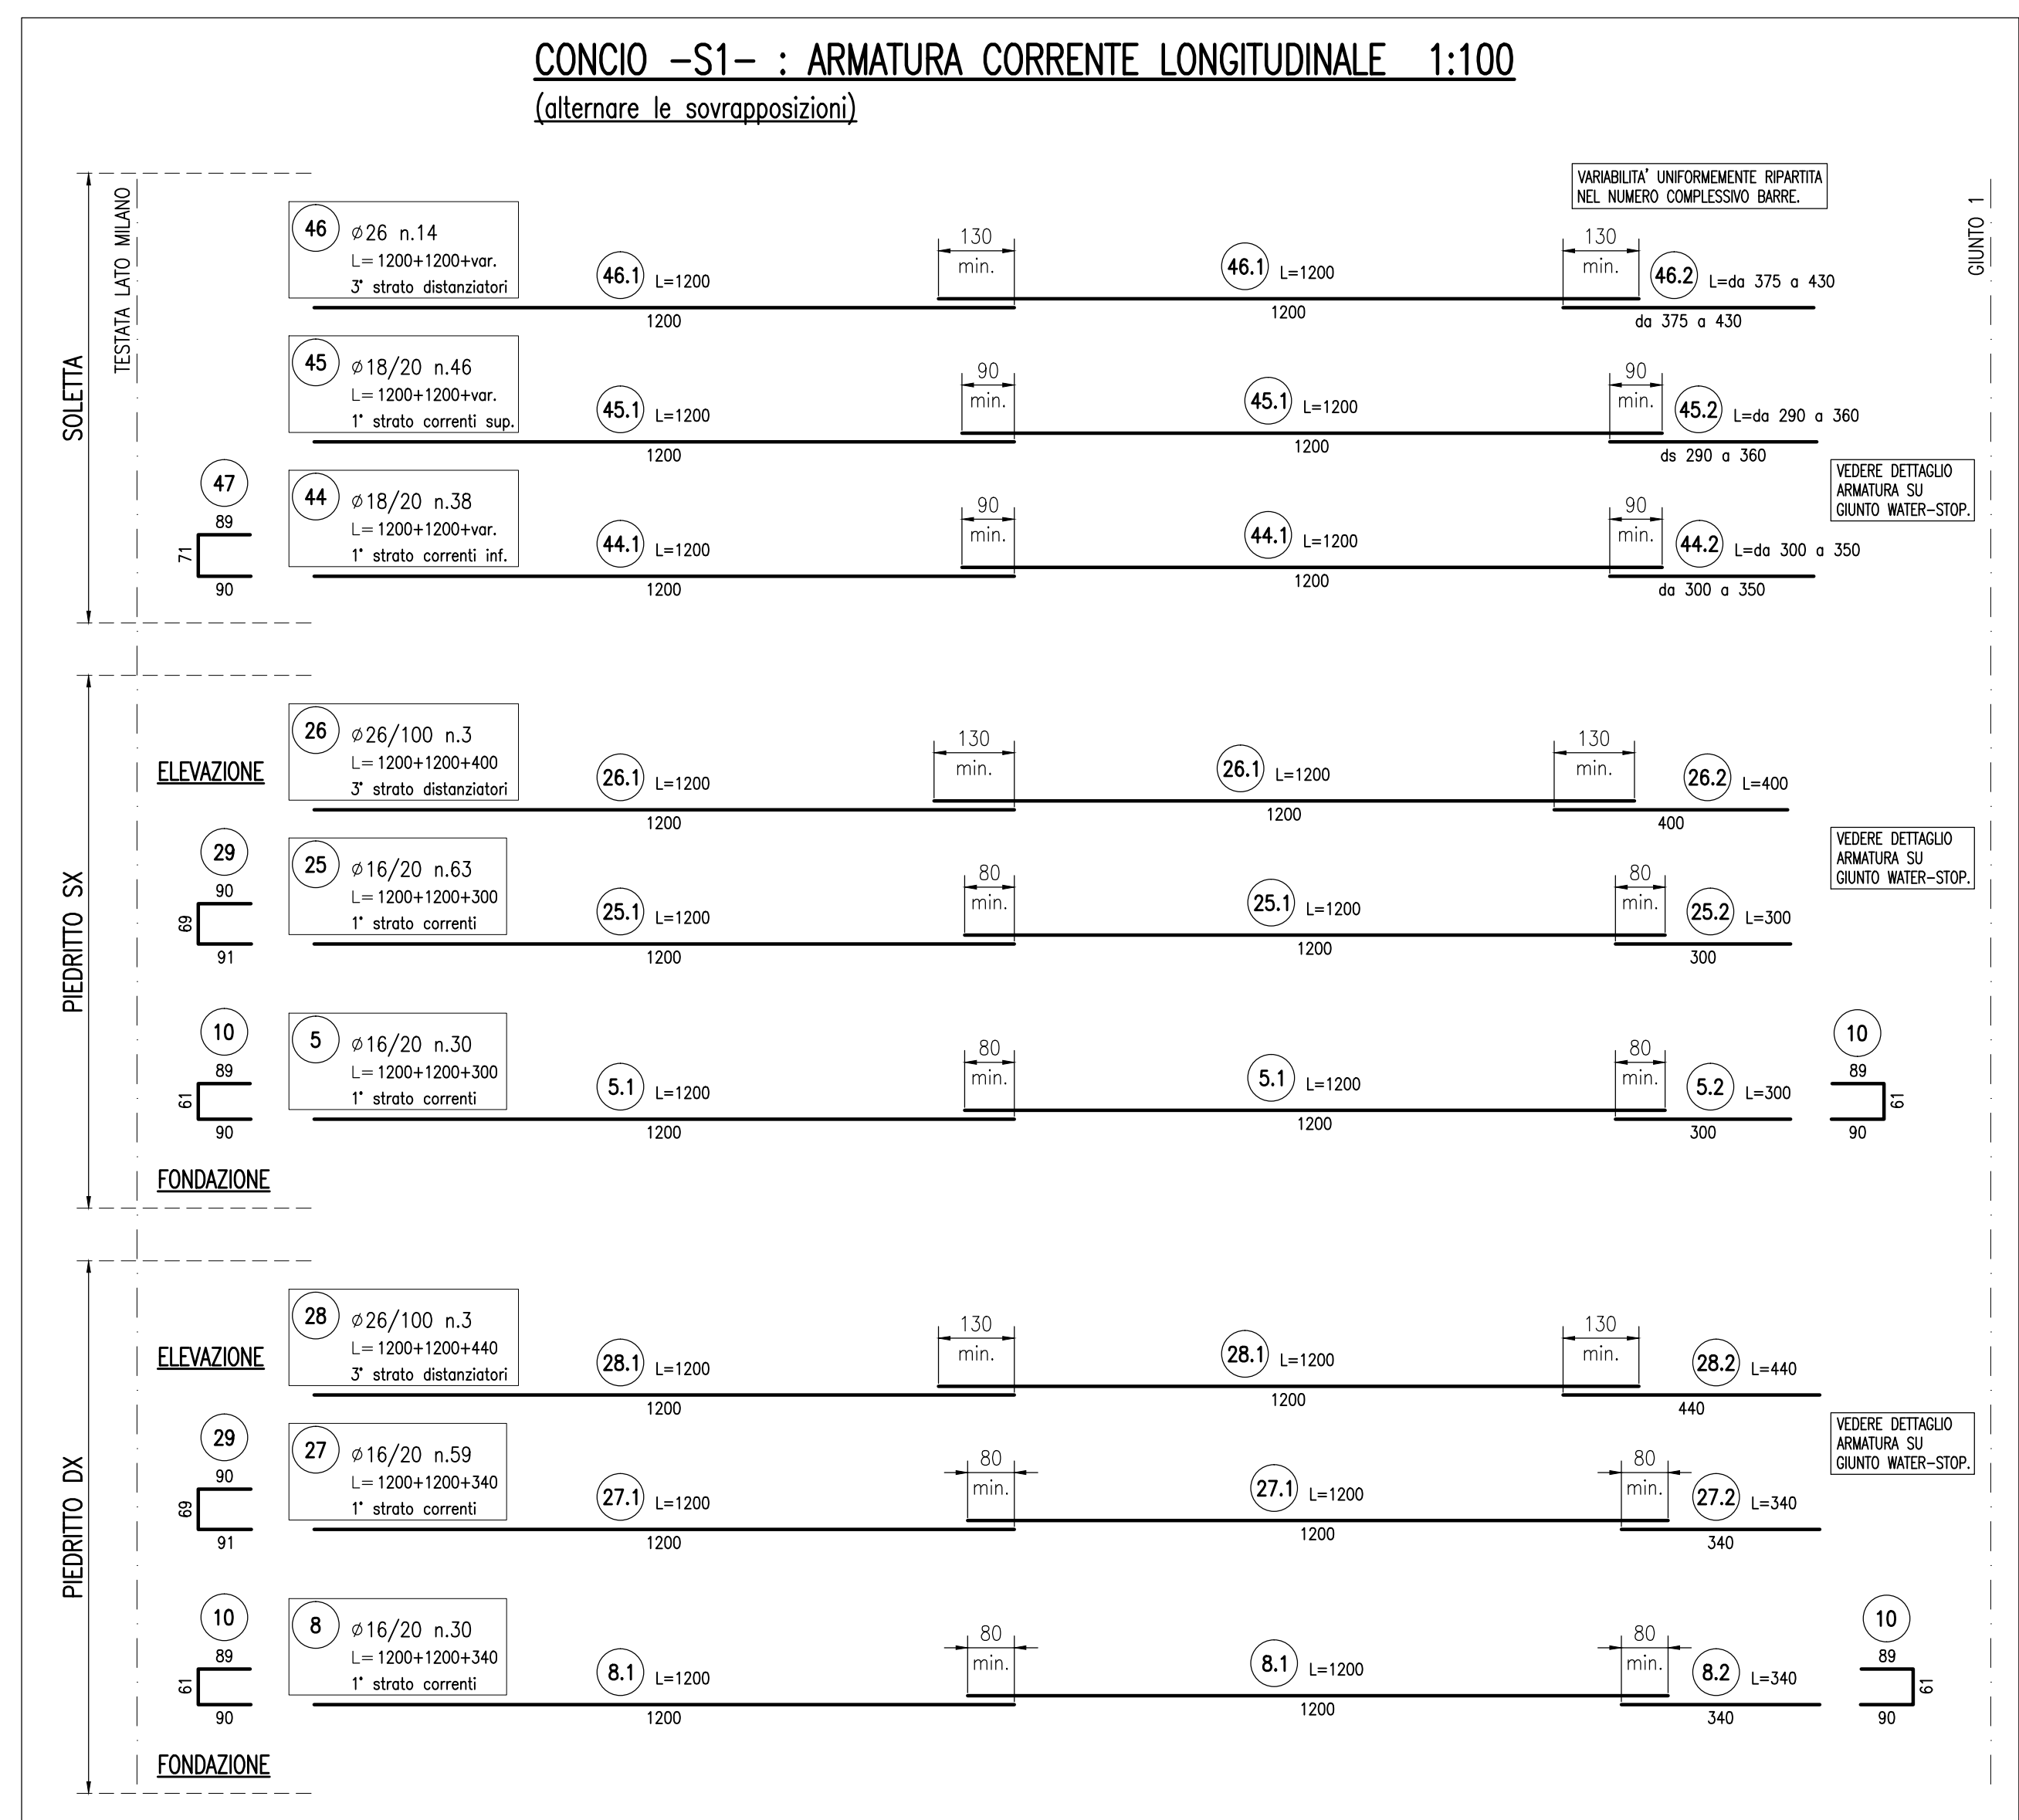 CONCIO -S1- : ARMATURA CORRENTE LONGITUDINALE 1:100
(alternare le sovrapposizioni)
VARIABILITA' UNIFORMEMENTE RIPARTITA
NEL NUMERO COMPLESSIVO BARRE.
TESTATA LATO MILANO
GIUNTO 1
SOLETTA
46 ø26 n.14
L= 1200+1200+var.
3° strato distanziatori
46.1 L=1200
1200
130
min.
46.1 L=1200
1200
130
min.
46.2 L=da 375 a 430
da 375 a 430
45 ø18/20 n.46
L= 1200+1200+var.
1° strato correnti sup.
45.1 L=1200
1200
90
min.
45.1 L=1200
1200
90
min.
45.2 L=da 290 a 360
ds 290 a 360
47
89
71
90
44 ø18/20 n.38
L= 1200+1200+var.
1° strato correnti inf.
44.1 L=1200
1200
90
min.
44.1 L=1200
1200
90
min.
44.2 L=da 300 a 350
da 300 a 350
VEDERE DETTAGLIO
ARMATURA SU
GIUNTO WATER-STOP.
PIEDRITTO SX
ELEVAZIONE
26 ø26/100 n.3
L= 1200+1200+400
3° strato distanziatori
26.1 L=1200
1200
130
min.
26.1 L=1200
1200
130
min.
26.2 L=400
400
29
90
69
91
25 ø16/20 n.63
L= 1200+1200+300
1° strato correnti
25.1 L=1200
1200
80
min.
25.1 L=1200
1200
80
min.
25.2 L=300
300
VEDERE DETTAGLIO
ARMATURA SU
GIUNTO WATER-STOP.
10
89
61
90
5 ø16/20 n.30
L= 1200+1200+300
1° strato correnti
5.1 L=1200
1200
80
min.
5.1 L=1200
1200
80
min.
5.2 L=300
300
10
89
61
90
FONDAZIONE
PIEDRITTO DX
ELEVAZIONE
28 ø26/100 n.3
L= 1200+1200+440
3° strato distanziatori
28.1 L=1200
1200
130
min.
28.1 L=1200
1200
130
min.
28.2 L=440
440
29
90
69
91
27 ø16/20 n.59
L= 1200+1200+340
1° strato correnti
27.1 L=1200
1200
80
min.
27.1 L=1200
1200
80
min.
27.2 L=340
340
VEDERE DETTAGLIO
ARMATURA SU
GIUNTO WATER-STOP.
10
89
61
90
8 ø16/20 n.30
L= 1200+1200+340
1° strato correnti
8.1 L=1200
1200
80
min.
8.1 L=1200
1200
80
min.
8.2 L=340
340
10
89
61
90
FONDAZIONE